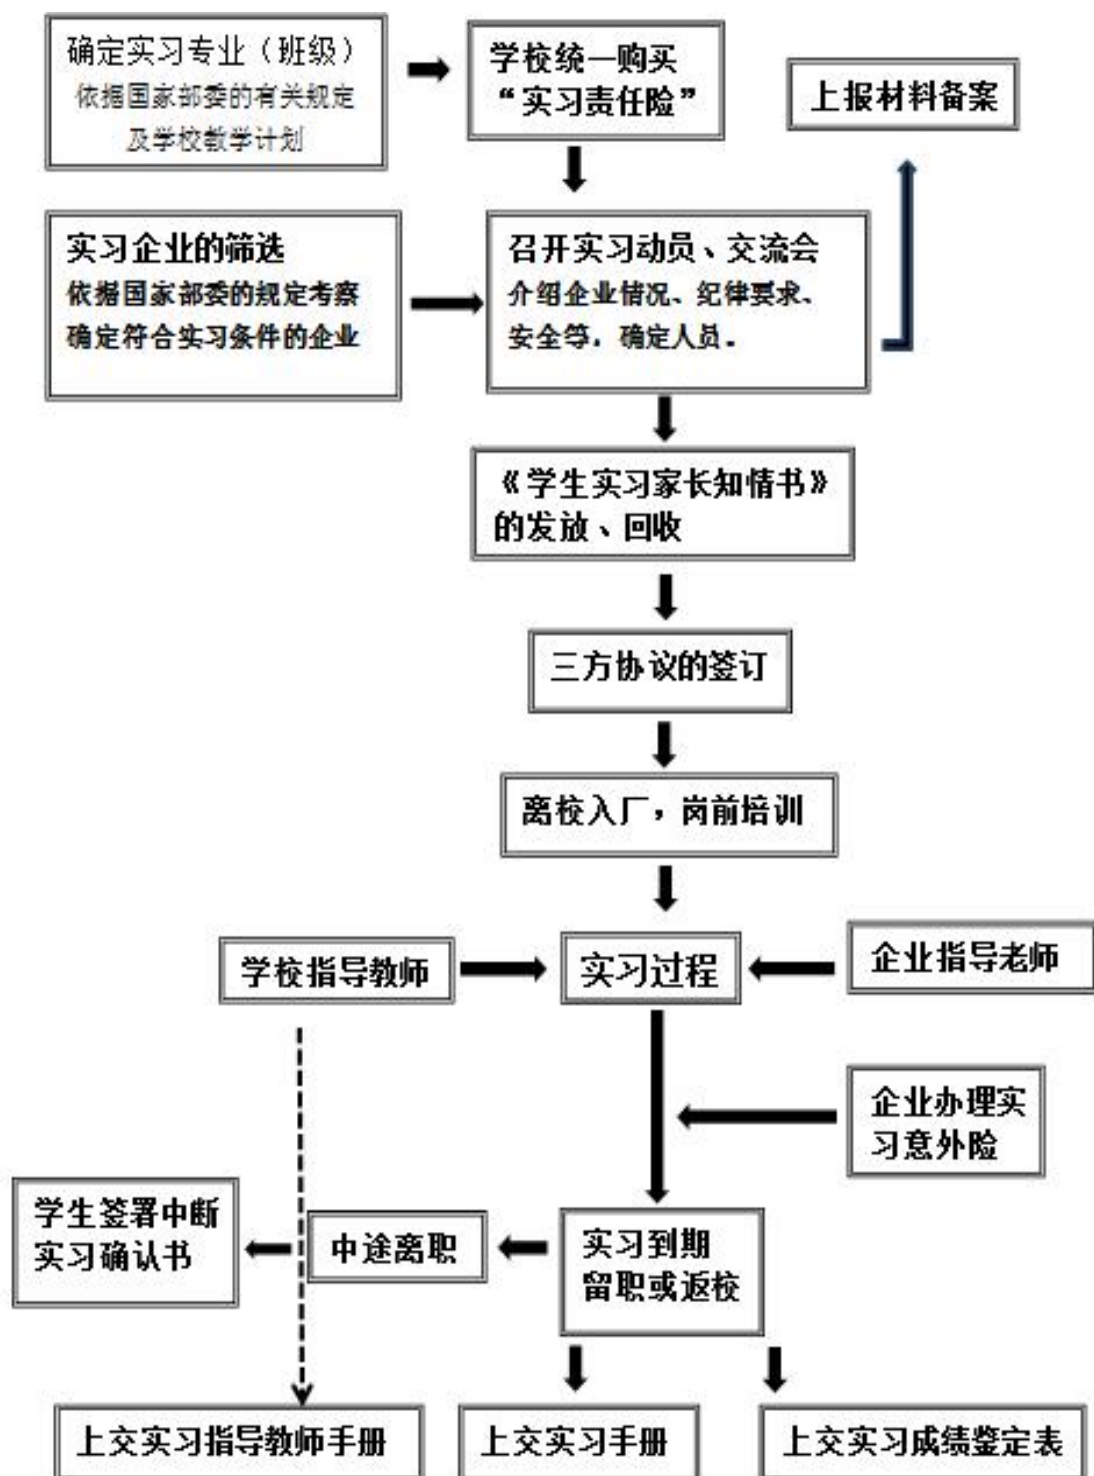 确定实习专业（班级）
依据国家部委的有关规定
及学校教学计划
学校统一购买
“实习责任险”
上报材料备案
实习企业的筛选
依据国家部委的规定考察
确定符合实习条件的企业
召开实习动员、交流会
介绍企业情况、纪律要求、
安全等，确定人员。
《学生实习家长知情书》
的发放、回收
三方协议的签订
离校入厂，岗前培训
学校指导教师
实习过程
企业指导老师
企业办理实
习意外险
学生签署中断
实习确认书
中途离职
实习到期
留职或返校
上交实习指导教师手册
上交实习手册
上交实习成绩鉴定表